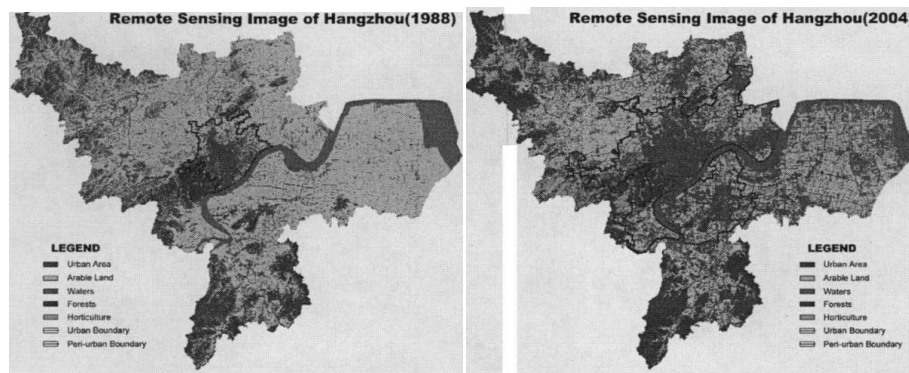 Remote Sensing Image of Hangzhou(1988)
LEGEND
Urban Area
Arable Land
Waters
Forests
Horticulture
Urban Boundary
Peri-urban Boundary
Remote Sensing Image of Hangzhou(2004
LEGEND
Urban Area
Arable Land
Waters
Forests
Horticulture
Urban Boundary
Peri-urban Boundary